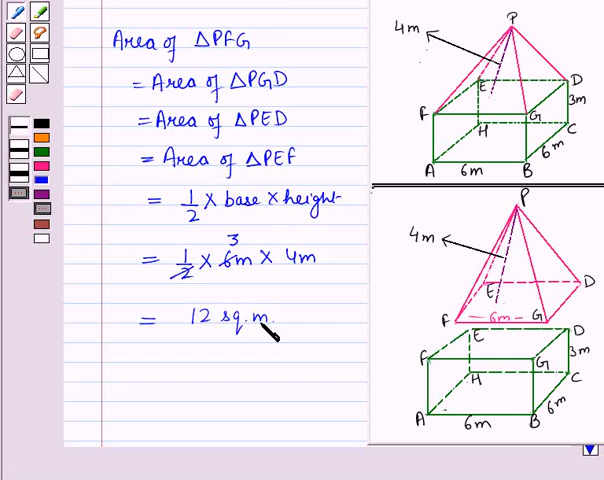 Area of ΔPFG
= Area of ΔPGD
= Area of ΔPED
= Area of ΔPEF
= 1/2 × base × height
3
= 1/2 × 6m × 4m
= 12 sq.m.
P
4m
E
D
F
G
3m
H
C
6m
A
6m
B
P
4m
E
D
F
6m
G
E
D
F
G
3m
H
C
6m
A
6m
B